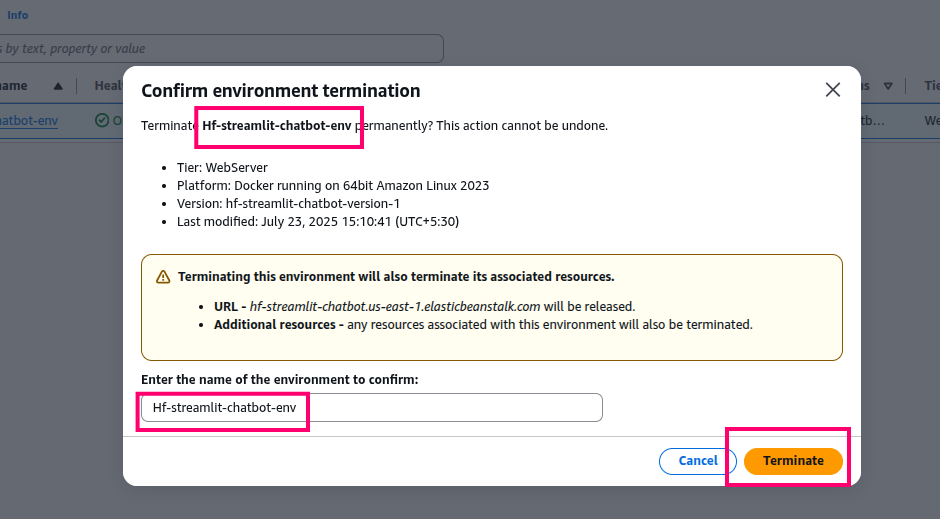 Info
s by text, property or value
ame ▲ Heal s ▽ Tie
atbot-env O tb... We
Confirm environment termination
Terminate Hf-streamlit-chatbot-env permanently? This action cannot be undone.
• Tier: WebServer
• Platform: Docker running on 64bit Amazon Linux 2023
• Version: hf-streamlit-chatbot-version-1
• Last modified: July 23, 2025 15:10:41 (UTC+5:30)
Terminating this environment will also terminate its associated resources.
• URL - hf-streamlit-chatbot.us-east-1.elasticbeanstalk.com will be released.
• Additional resources - any resources associated with this environment will also be terminated.
Enter the name of the environment to confirm:
Hf-streamlit-chatbot-env
Cancel Terminate